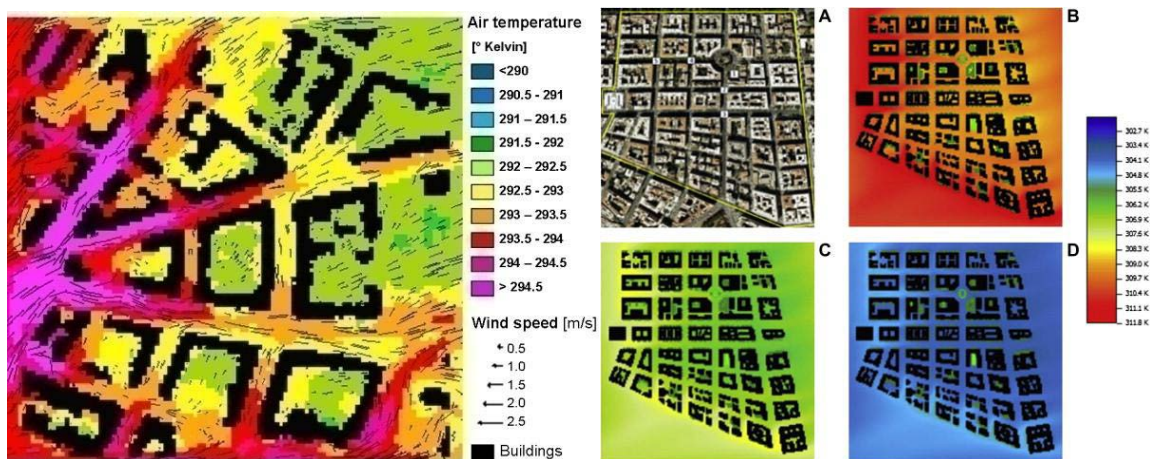 Air temperature
[° Kelvin]
<290
290.5 - 291
291 – 291.5
291.5 - 292
292 – 292.5
292.5 - 293
293 – 293.5
293.5 - 294
294 – 294.5
> 294.5
Wind speed [m/s]
0.5
1.0
1.5
2.0
2.5
Buildings
A
B
C
D
302.7 K
304.1 K
304.8 K
305.5 K
306.2 K
306.9 K
307.6 K
308.3 K
309.0 K
309.7 K
310.4 K
311.1 K
311.8 K